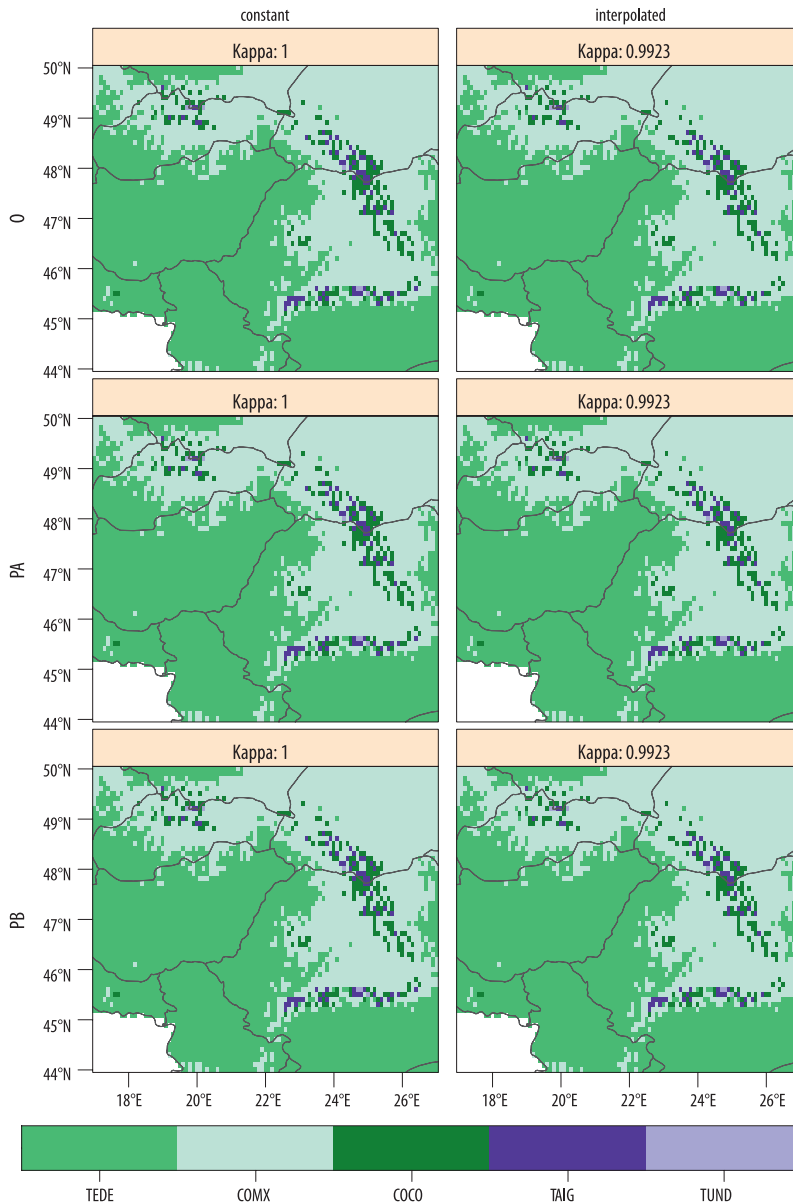 constant interpolated
Kappa: 1 Kappa: 0.9923
50°N
49°N
48°N
47°N
46°N
45°N
44°N
O
Kappa: 1 Kappa: 0.9923
50°N
49°N
48°N
47°N
46°N
45°N
44°N
PA
Kappa: 1 Kappa: 0.9923
50°N
49°N
48°N
47°N
46°N
45°N
44°N
PB
18°E 20°E 22°E 24°E 26°E 18°E 20°E 22°E 24°E 26°E
TEDE COMX COCO TAIG TUND